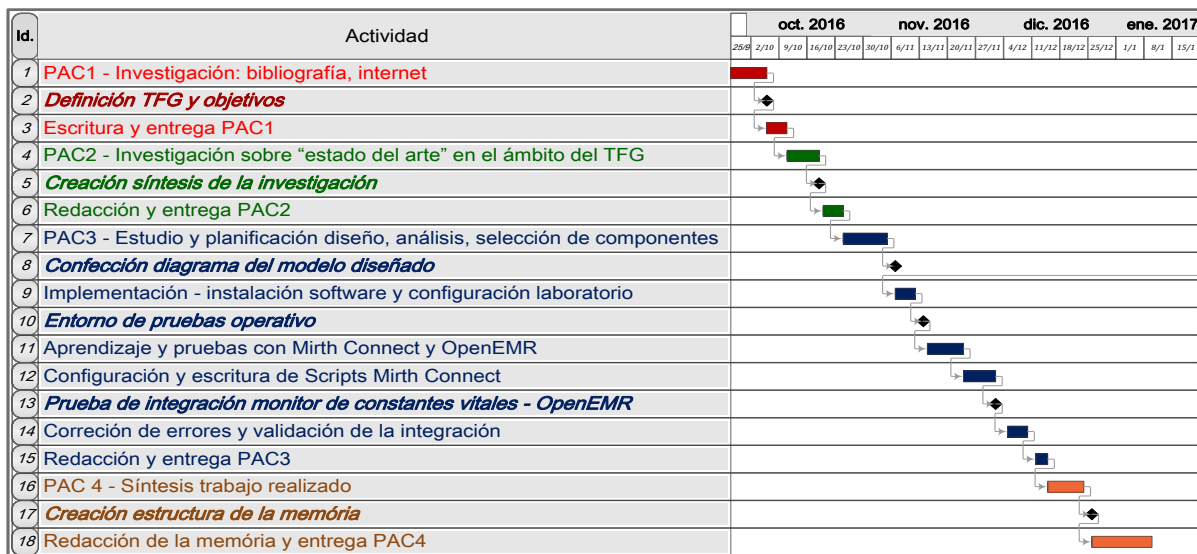 Id.
Actividad
oct. 2016
nov. 2016
dic. 2016
ene. 2017
25/9 2/10 9/10 16/10 23/10 30/10 6/11 13/11 20/11 27/11 4/12 11/12 18/12 25/12 1/1 8/1 15/1
1 PAC1 - Investigación: bibliografía, internet
2 Definición TFG y objetivos
3 Escritura y entrega PAC1
4 PAC2 - Investigación sobre “estado del arte” en el ámbito del TFG
5 Creación síntesis de la investigación
6 Redacción y entrega PAC2
7 PAC3 - Estudio y planificación diseño, análisis, selección de componentes
8 Confección diagrama del modelo diseñado
9 Implementación - instalación software y configuración laboratorio
10 Entorno de pruebas operativo
11 Aprendizaje y pruebas con Mirth Connect y OpenEMR
12 Configuración y escritura de Scripts Mirth Connect
13 Prueba de integración monitor de constantes vitales - OpenEMR
14 Correción de errores y validación de la integración
15 Redacción y entrega PAC3
16 PAC 4 - Síntesis trabajo realizado
17 Creación estructura de la memória
18 Redacción de la memória y entrega PAC4